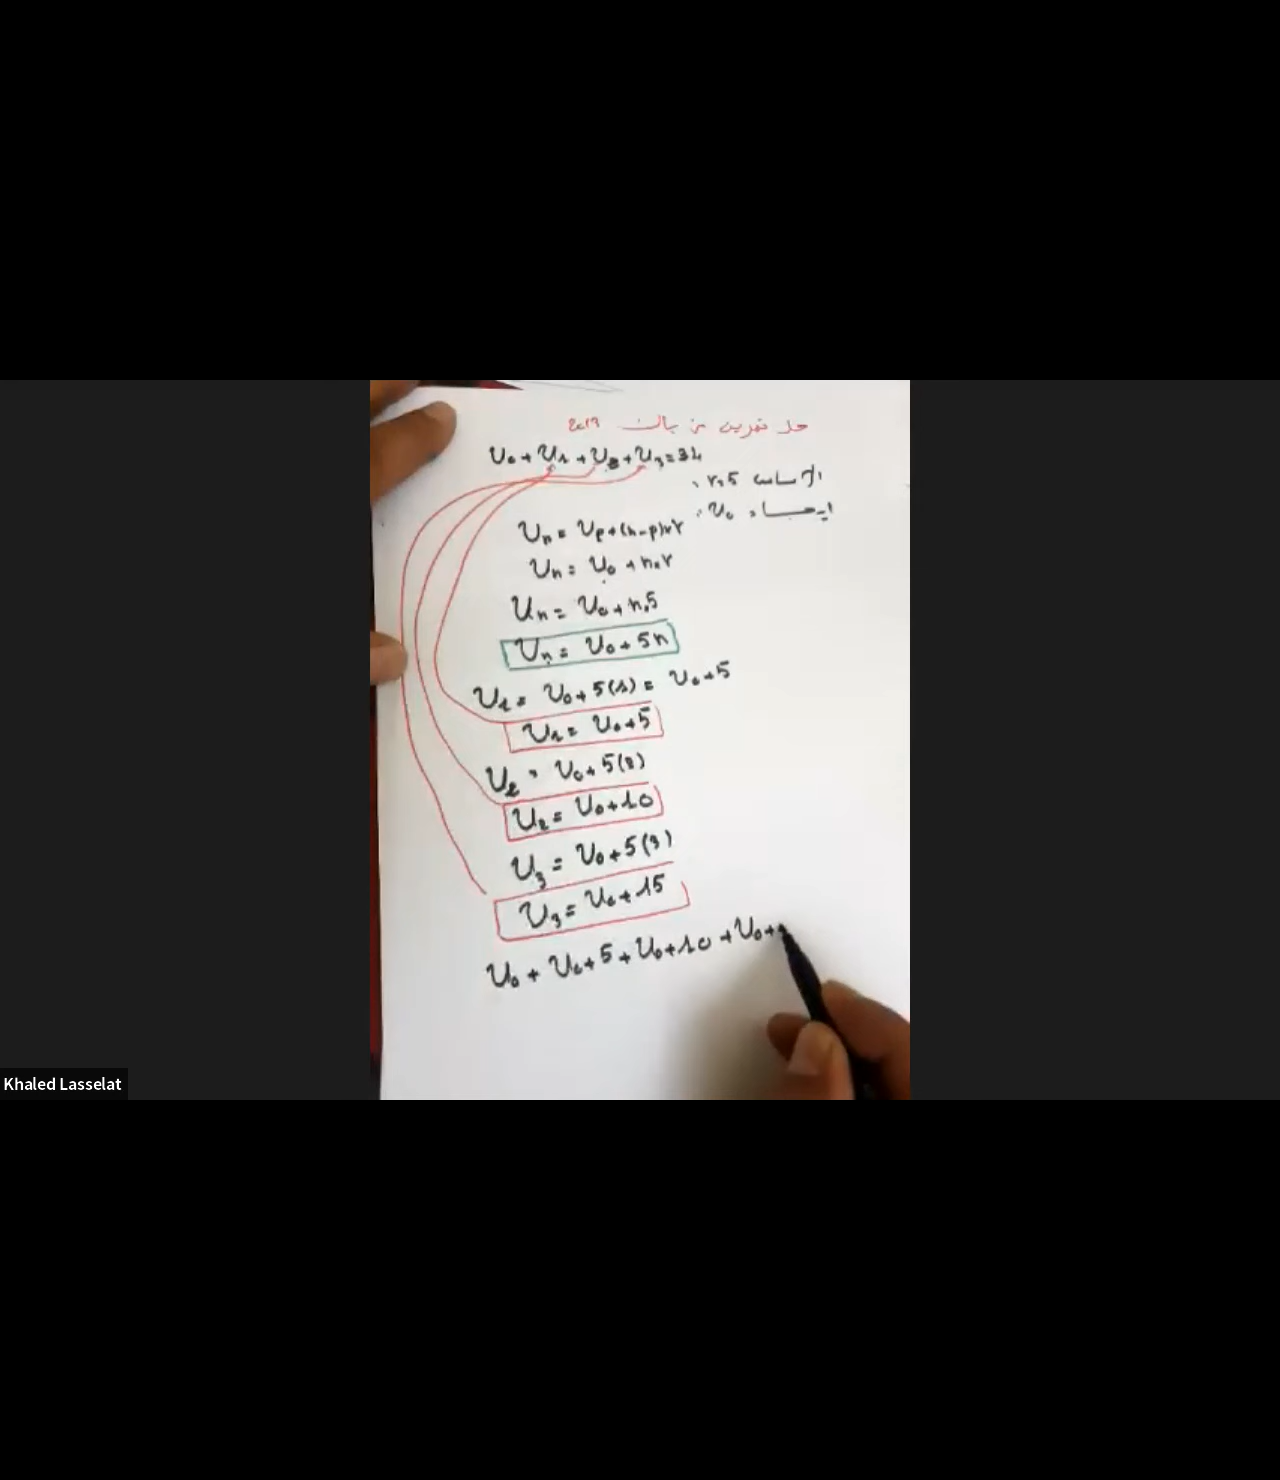 حل تمرين من باك 2019
U₀ + U₁ + U₂ + U₃ = 34
الأساس r=5
إيجاد U₀
Uₙ = Uₚ + (n-p)×r
Uₙ = U₀ + n×r
Uₙ = U₀ + n×5
Uₙ = U₀ + 5n
U₁ = U₀ + 5(1) = U₀ + 5
U₁ = U₀ + 5
U₂ = U₀ + 5(2)
U₂ = U₀ + 10
U₃ = U₀ + 5(3)
U₃ = U₀ + 15
U₀ + U₀ + 5 + U₀ + 10 + U₀ +
Khaled Lasselat